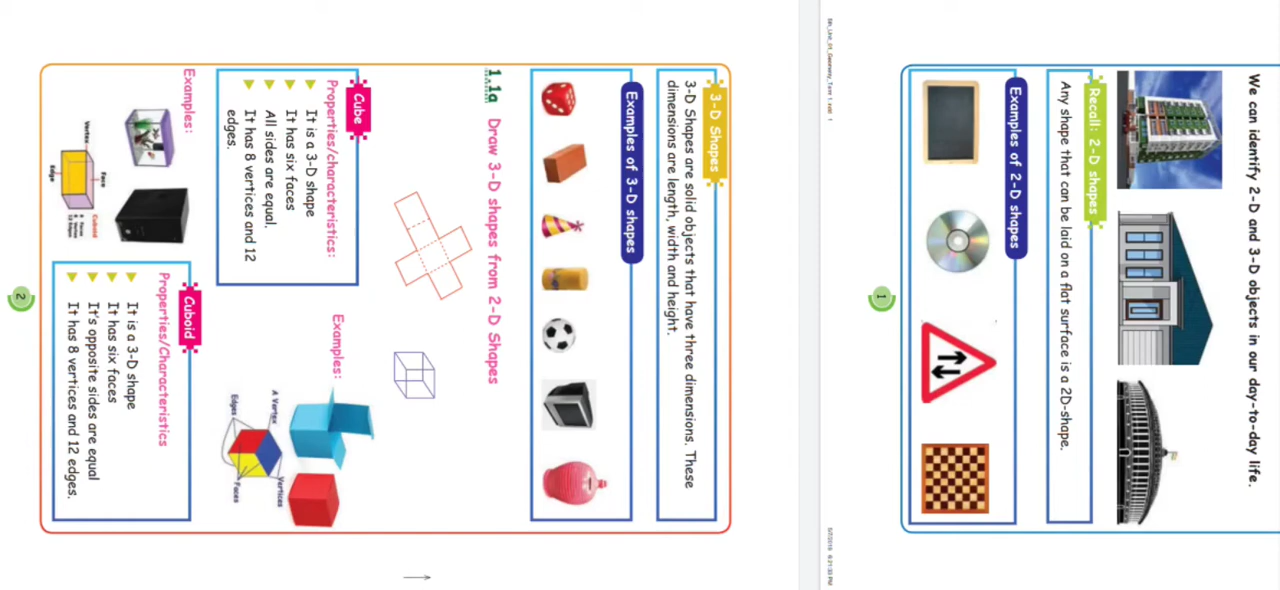 We can identify 2-D and 3-D objects in our day-to-day life.
Recall: 2-D shapes
Any shape that can be laid on a flat surface is a 2D-shape.
Examples of 2-D shapes
1
5th_Unit_01_Geometry_Term 1.indd 1
3-D Shapes
3-D Shapes are solid objects that have three dimensions. These
dimensions are length, width and height.
Examples of 3-D shapes
1.1a Draw 3-D shapes from 2-D Shapes
Cube
Properties/characteristics:
It is a 3-D shape
It has six faces
All sides are equal.
It has 8 vertices and 12
edges.
Examples:
A Vertex
Vertices
Edges
Faces
Examples:
Vertex
Face
Edge
Cuboid
Cuboid
Properties/Characteristics
It is a 3-D shape
It has six faces
It's opposite sides are equal
It has 8 vertices and 12 edges.
2